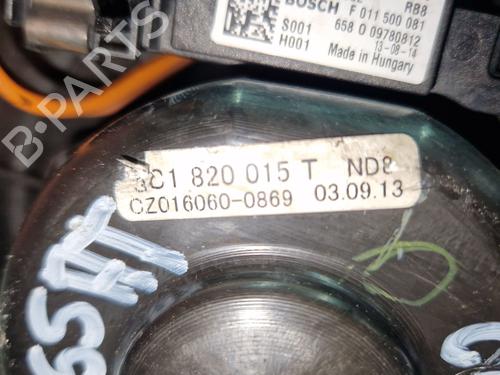 BOSCH F 011 500 081
RB8
S001 658 O 09780812
H001 13-08-14
Made in Hungary
3C1 820 015 T ND8
CZ016060-0869 03.09.13
B-PARTS